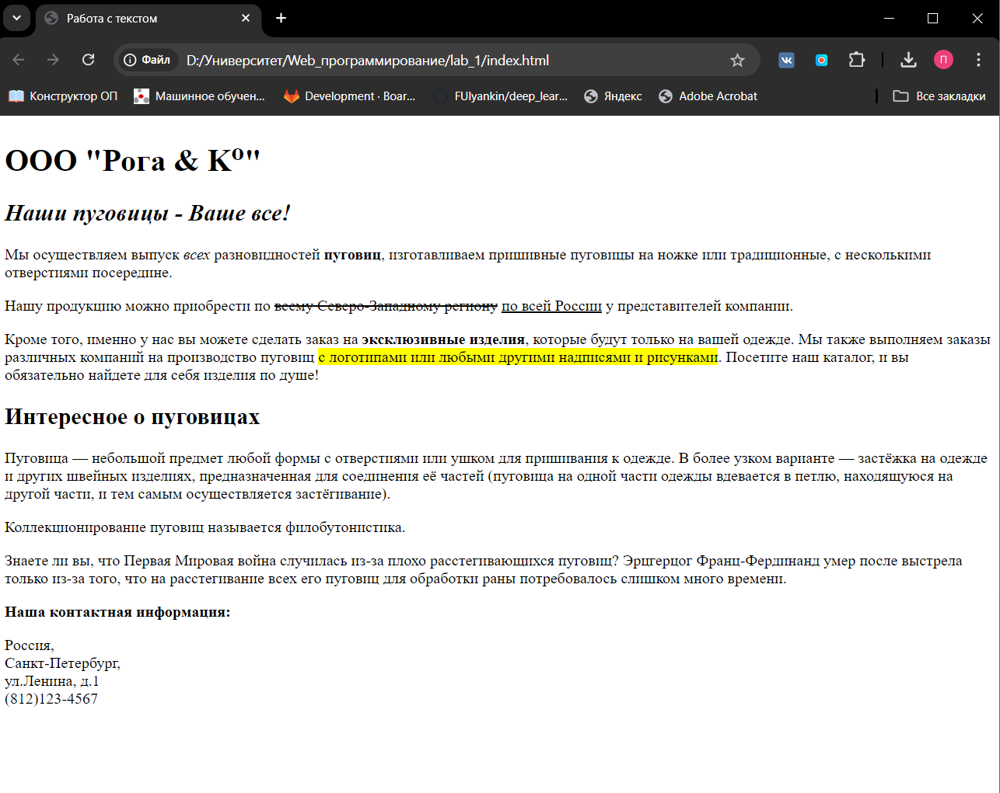 Работа с текстом
Файл
D:/Университет/Web_программирование/lab_1/index.html
П
Конструктор ОП
Машинное обучен...
Development · Boar...
FUlyankin/deep_lear...
Яндекс
Adobe Acrobat
Все закладки
ООО "Рога & Kº"
Наши пуговицы - Ваше все!
Мы осуществляем выпуск всех разновидностей пуговиц, изготавливаем пришивные пуговицы на ножке или традиционные, с несколькими
отверстиями посередине.
Нашу продукцию можно приобрести по всему Северо-Западному региону по всей России у представителей компании.
Кроме того, именно у нас вы можете сделать заказ на эксклюзивные изделия, которые будут только на вашей одежде. Мы также выполняем заказы
различных компаний на производство пуговиц с логотипами или любыми другими надписями и рисунками. Посетите наш каталог, и вы
обязательно найдете для себя изделия по душе!
Интересное о пуговицах
Пуговица — небольшой предмет любой формы с отверстиями или ушком для пришивания к одежде. В более узком варианте — застёжка на одежде
и других швейных изделиях, предназначенная для соединения её частей (пуговица на одной части одежды вдевается в петлю, находящуюся на
другой части, и тем самым осуществляется застёгивание).
Коллекционирование пуговиц называется филобутонистика.
Знаете ли вы, что Первая Мировая война случилась из-за плохо расстегивающихся пуговиц? Эрцгерцог Франц-Фердинанд умер после выстрела
только из-за того, что на расстегивание всех его пуговиц для обработки раны потребовалось слишком много времени.
Наша контактная информация:
Россия,
Санкт-Петербург,
ул.Ленина, д.1
(812)123-4567